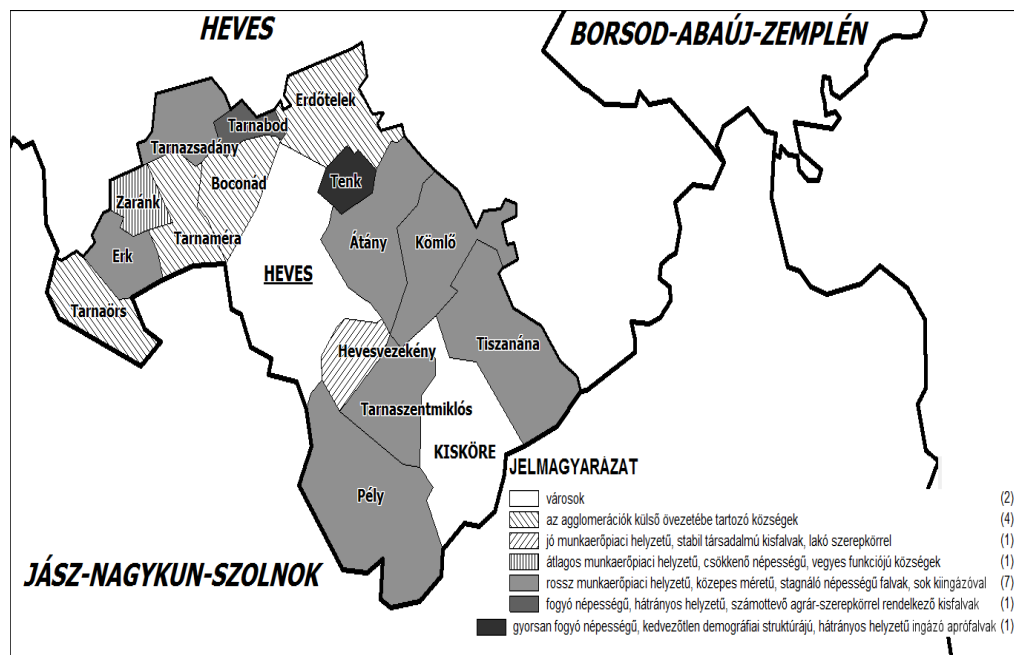 HEVES
BORSOD-ABAÚJ-ZEMPLÉN
Erdőtelek
Tarnabod
Tarnazsadány
Boconád
Tenk
Zaránk
Tarnaméra
Átány
Kömlő
Erk
HEVES
Tarnaörs
Hevesvezekény
Tiszanána
Tarnaszentmiklós
KISKÖRE
Pély
JÁSZ-NAGYKUN-SZOLNOK
JELMAGYARÁZAT
városok (2)
az agglomerációk külső övezetébe tartozó községek (4)
jó munkaerőpiaci helyzetű, stabil társadalmú kisfalvak, lakó szerepkörrel (1)
átlagos munkaerőpiaci helyzetű, csökkenő népességű, vegyes funkciójú községek (1)
rossz munkaerőpiaci helyzetű, közepes méretű, stagnáló népességű falvak, sok kiingázóval (7)
fogyó népességű, hátrányos helyzetű, számottevő agrár-szerepkörrel rendelkező kisfalvak (1)
gyorsan fogyó népességű, kedvezőtlen demográfiai struktúrájú, hátrányos helyzetű ingázó aprófalvak (1)